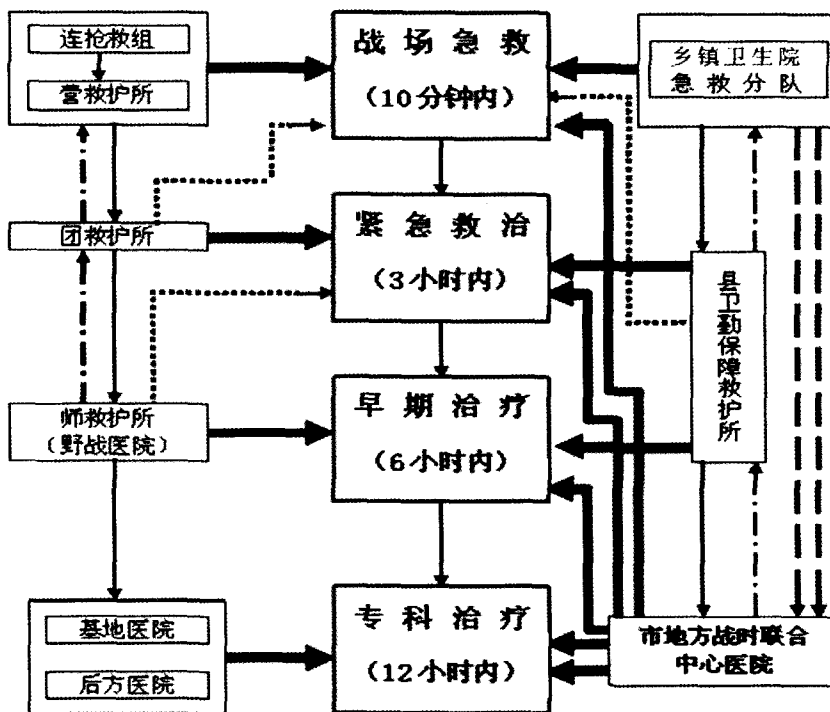 连抢救组
营救护所
团救护所
师救护所
（野战医院）
基地医院
后方医院
战场急救
（10分钟内）
紧急救治
（3小时内）
早期治疗
（6小时内）
专科治疗
（12小时内）
乡镇卫生院
急救分队
县卫勤保障救护所
市地方战时联合
中心医院